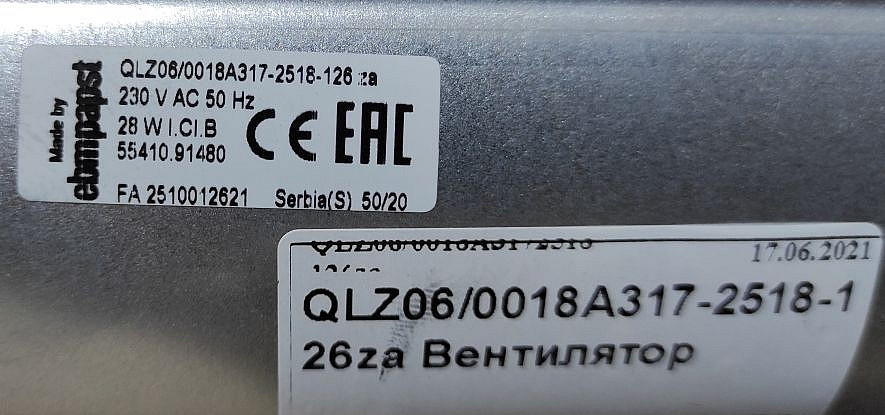 Made by
ebmpapst
QLZ06/0018A317-2518-126 za
230 V AC 50 Hz
28 W I.CI.B
55410.91480
CE EAC
FA 2510012621 Serbia(S) 50/20
17.06.2021
QLZ06/0018A317-2518-1
26za Вентилятор